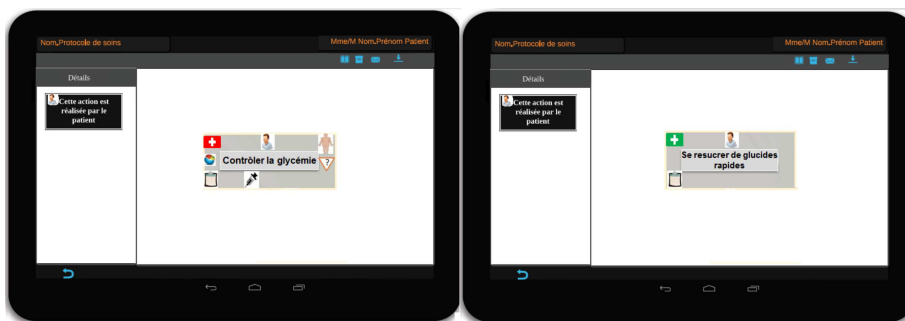 Nom,Protocole de soins
Mme/M Nom,Prénom Patient
Détails
Cette action est
réalisée par le
patient
Contrôler la glycémie
?
Nom,Protocole de soins
Mme/M Nom,Prénom Patient
Détails
Cette action est
réalisée par le
patient
Se resucrer de glucides
rapides